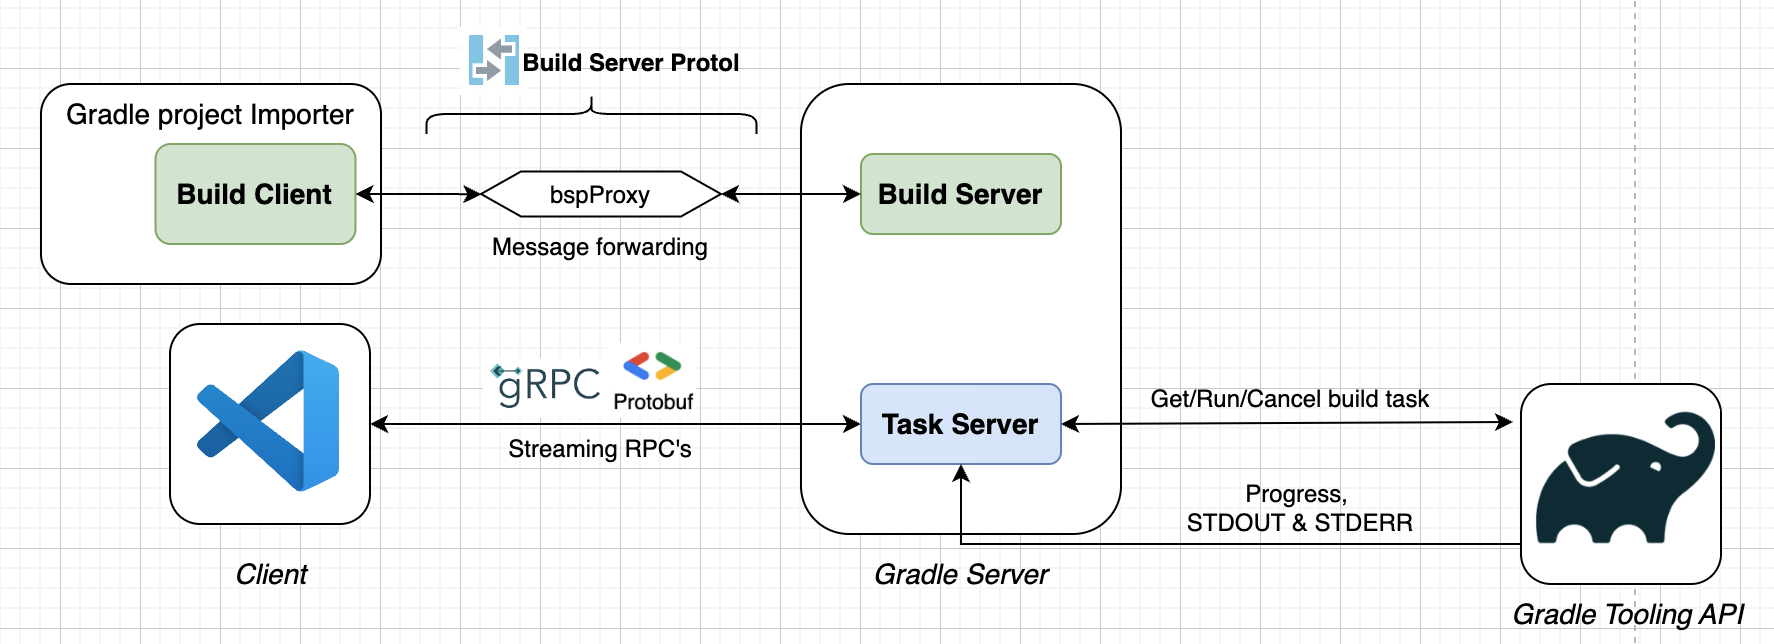 Build Server Protol
Gradle project Importer
Build Client
bspProxy
Build Server
Message forwarding
gRPC
Protobuf
Streaming RPC's
Task Server
Get/Run/Cancel build task
Progress,
STDOUT & STDERR
Client
Gradle Server
Gradle Tooling API